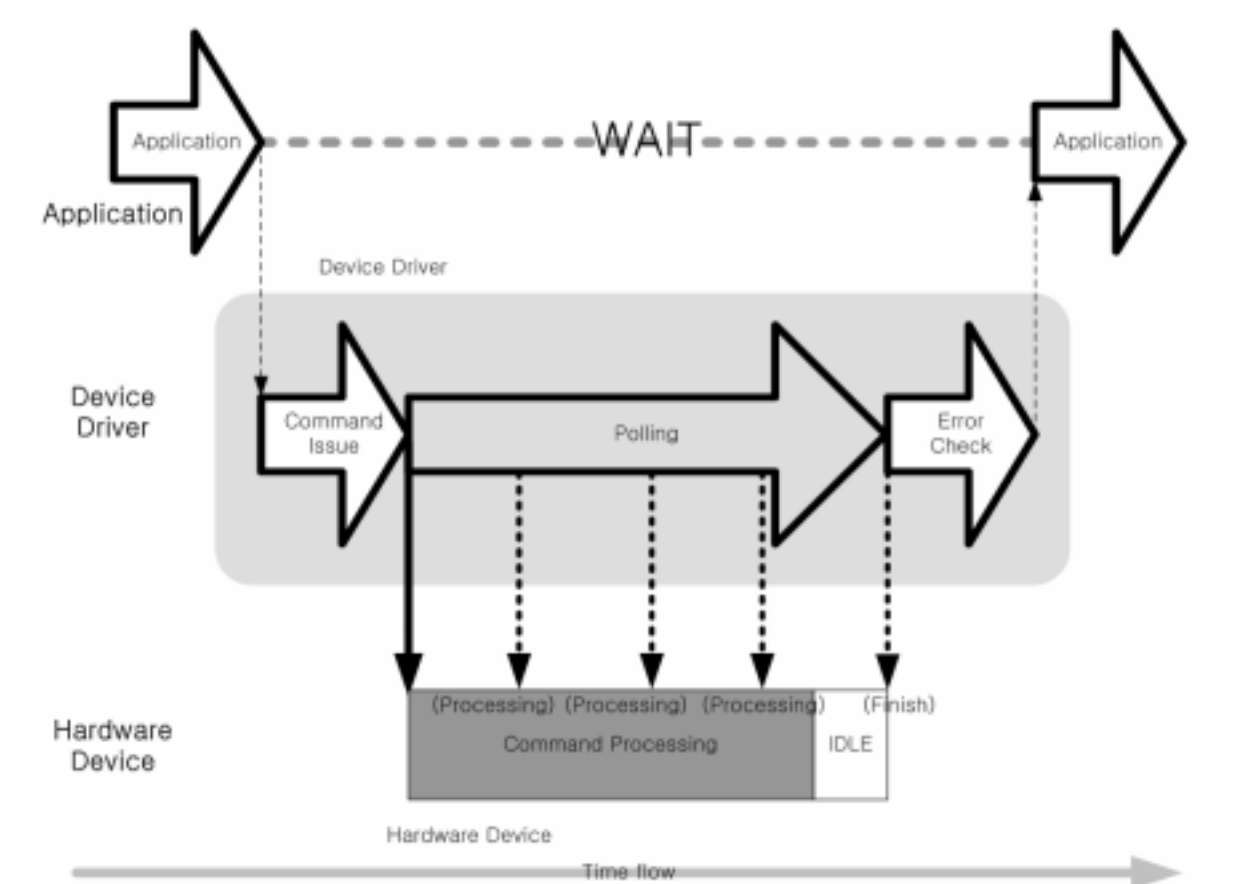 WAIT
Application
Application
Application
Device Driver
Device
Driver
Command
Issue
Polling
Error
Check
(Processing) (Processing) (Processing) (Finish)
Command Processing
IDLE
Hardware
Device
Hardware Device
Time flow